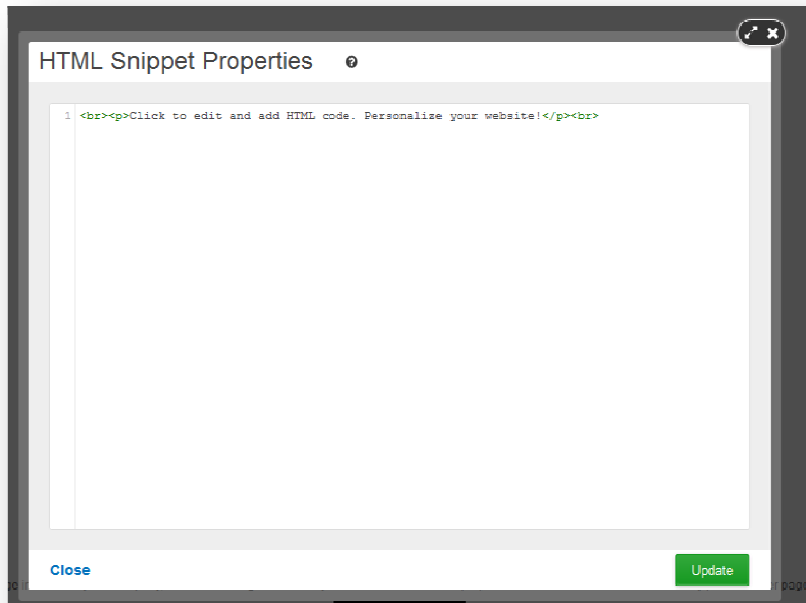 HTML Snippet Properties
1 <br><p>Click to edit and add HTML code. Personalize your website!</p><br>
Close
Update